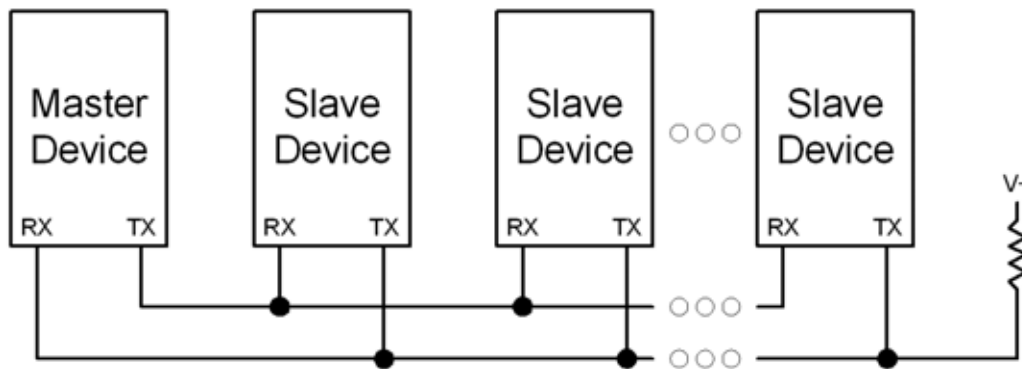 Master
Device
Slave
Device
Slave
Device
Slave
Device
RX TX
RX TX
RX TX
RX TX
V+